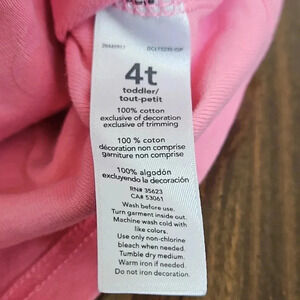 4t
toddler/
tout-petit
100% cotton
exclusive of decoration
exclusive of trimming
100 % coton
décoration non comprise
garniture non comprise
100% algodón
excluyendo la decoración
RN# 35623
CA# 53061
Wash before use.
Turn garment inside out.
Machine wash cold with
like colors.
Use only non-chlorine
bleach when needed.
Tumble dry medium.
Warm iron if needed.
Do not iron decoration.